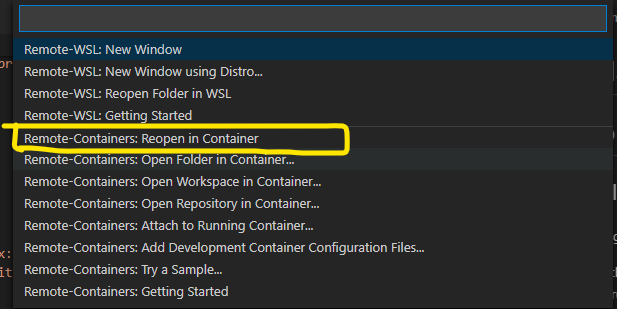 Remote-WSL: New Window
Remote-WSL: New Window using Distro...
Remote-WSL: Reopen Folder in WSL
Remote-WSL: Getting Started
Remote-Containers: Reopen in Container
Remote-Containers: Open Folder in Container...
Remote-Containers: Open Workspace in Container...
Remote-Containers: Open Repository in Container...
Remote-Containers: Attach to Running Container...
Remote-Containers: Add Development Container Configuration Files...
Remote-Containers: Try a Sample...
Remote-Containers: Getting Started